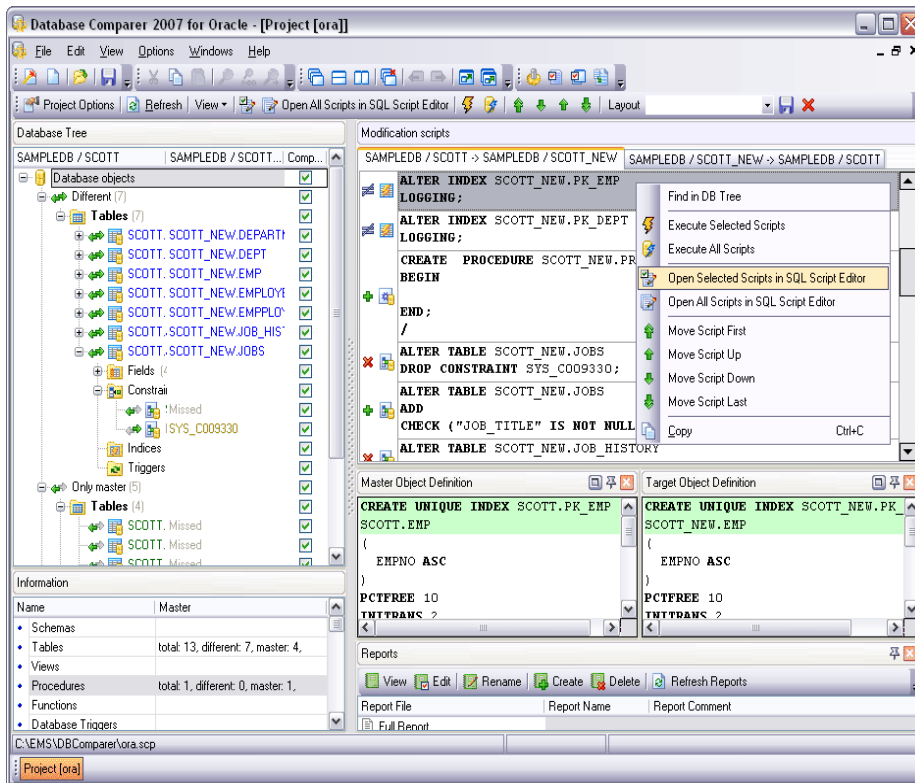 Database Comparer 2007 for Oracle - [Project [ora]]
File Edit View Options Windows Help
Project Options Refresh View Open All Scripts in SQL Script Editor Layout
Database Tree
SAMPLEDB / SCOTT SAMPLEDB / SCOTT... Comp...
Database objects
Different (7)
Tables (7)
SCOTT. SCOTT_NEW.DEPARTM
SCOTT. SCOTT_NEW.DEPT
SCOTT. SCOTT_NEW.EMP
SCOTT. SCOTT_NEW.EMPLOYE
SCOTT. SCOTT_NEW.EMPPLOY
SCOTT. SCOTT_NEW.JOB_HIS
SCOTT. SCOTT_NEW.JOBS
Fields
Constrain
Missed
SYS_C009330
Indices
Triggers
Only master (5)
Tables (4)
SCOTT. Missed
SCOTT. Missed
SCOTT. Missed
Information
Name Master
Schemas
Tables total: 13, different: 7, master: 4,
Views
Procedures total: 1, different: 0, master: 1,
Functions
Database Triggers
Modification scripts
SAMPLEDB / SCOTT -> SAMPLEDB / SCOTT_NEW SAMPLEDB / SCOTT_NEW -> SAMPLEDB / SCOTT
ALTER INDEX SCOTT_NEW.PK_EMP
LOGGING;
ALTER INDEX SCOTT_NEW.PK_DEPT
LOGGING;
CREATE PROCEDURE SCOTT_NEW.PR
BEGIN
END;
/
ALTER TABLE SCOTT_NEW.JOBS
DROP CONSTRAINT SYS_C009330;
ALTER TABLE SCOTT_NEW.JOBS
ADD
CHECK ("JOB_TITLE" IS NOT NULL
ALTER TABLE SCOTT_NEW.JOB_HISTORY
Find in DB Tree
Execute Selected Scripts
Execute All Scripts
Open Selected Scripts in SQL Script Editor
Open All Scripts in SQL Script Editor
Move Script First
Move Script Up
Move Script Down
Move Script Last
Copy Ctrl+C
Master Object Definition
CREATE UNIQUE INDEX SCOTT.PK_EMP
SCOTT.EMP
(
EMPNO ASC
)
PCTFREE 10
INITRANS 2
Target Object Definition
CREATE UNIQUE INDEX SCOTT_NEW.PK_
SCOTT_NEW.EMP
(
EMPNO ASC
)
PCTFREE 10
INITRANS 2
Reports
View Edit Rename Create Delete Refresh Reports
Report File Report Name Report Comment
Full Report
C:\EMS\DBComparer\ora.scp
Project [ora]